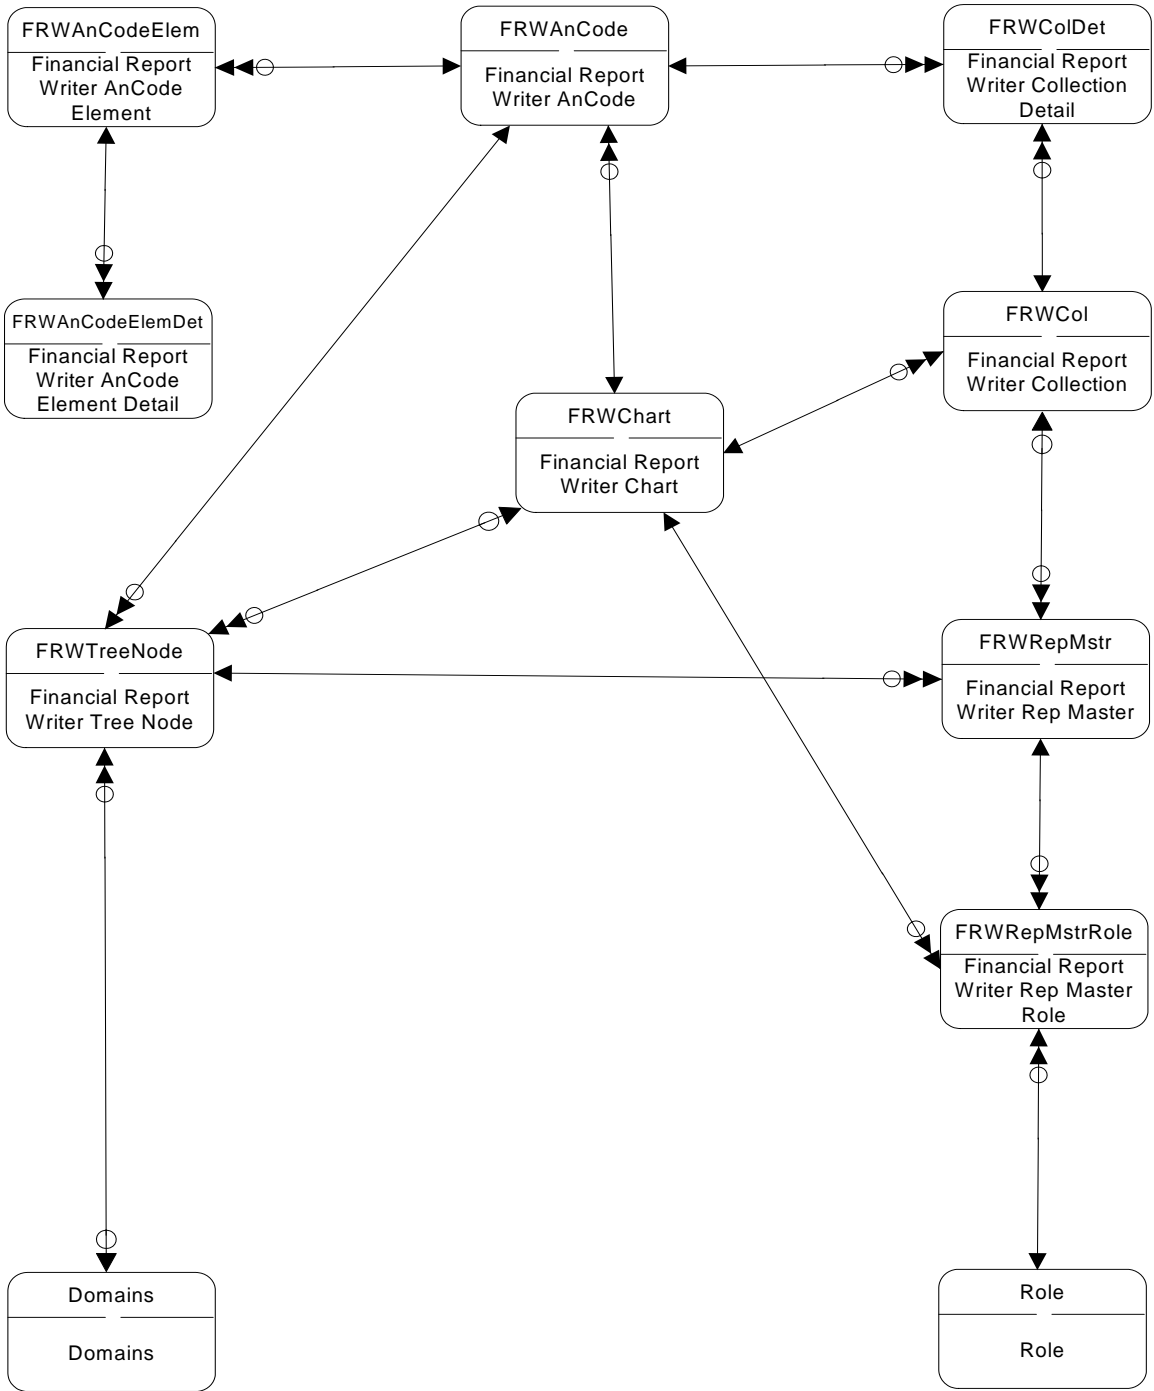 FRWAnCodeElem
Financial Report
Writer AnCode
Element
FRWAnCode
Financial Report
Writer AnCode
FRWColDet
Financial Report
Writer Collection
Detail
FRWAnCodeElemDet
Financial Report
Writer AnCode
Element Detail
FRWCol
Financial Report
Writer Collection
FRWChart
Financial Report
Writer Chart
FRWTreeNode
Financial Report
Writer Tree Node
FRWRepMstr
Financial Report
Writer Rep Master
FRWRepMstrRole
Financial Report
Writer Rep Master
Role
Domains
Domains
Role
Role